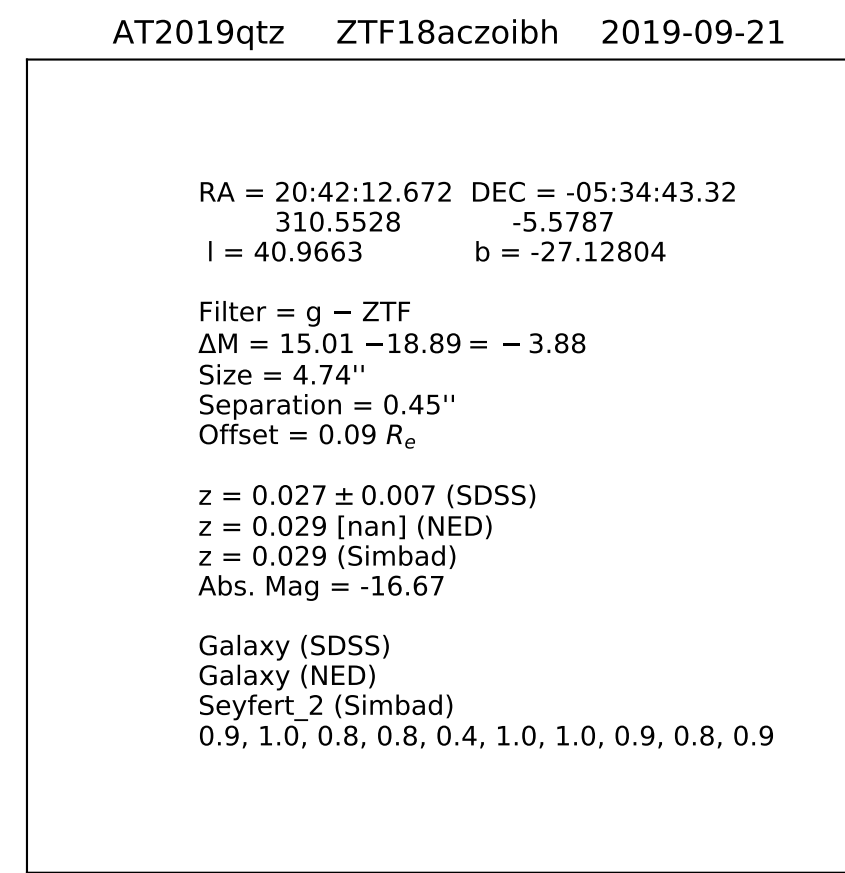 AT2019qtz ZTF18aczoibh 2019-09-21
RA = 20:42:12.672 DEC = -05:34:43.32
310.5528 -5.5787
l = 40.9663 b = -27.12804
Filter = g − ZTF
ΔM = 15.01 −18.89 = − 3.88
Size = 4.74''
Separation = 0.45''
Offset = 0.09 Re
z = 0.027 ± 0.007 (SDSS)
z = 0.029 [nan] (NED)
z = 0.029 (Simbad)
Abs. Mag = -16.67
Galaxy (SDSS)
Galaxy (NED)
Seyfert_2 (Simbad)
0.9, 1.0, 0.8, 0.8, 0.4, 1.0, 1.0, 0.9, 0.8, 0.9